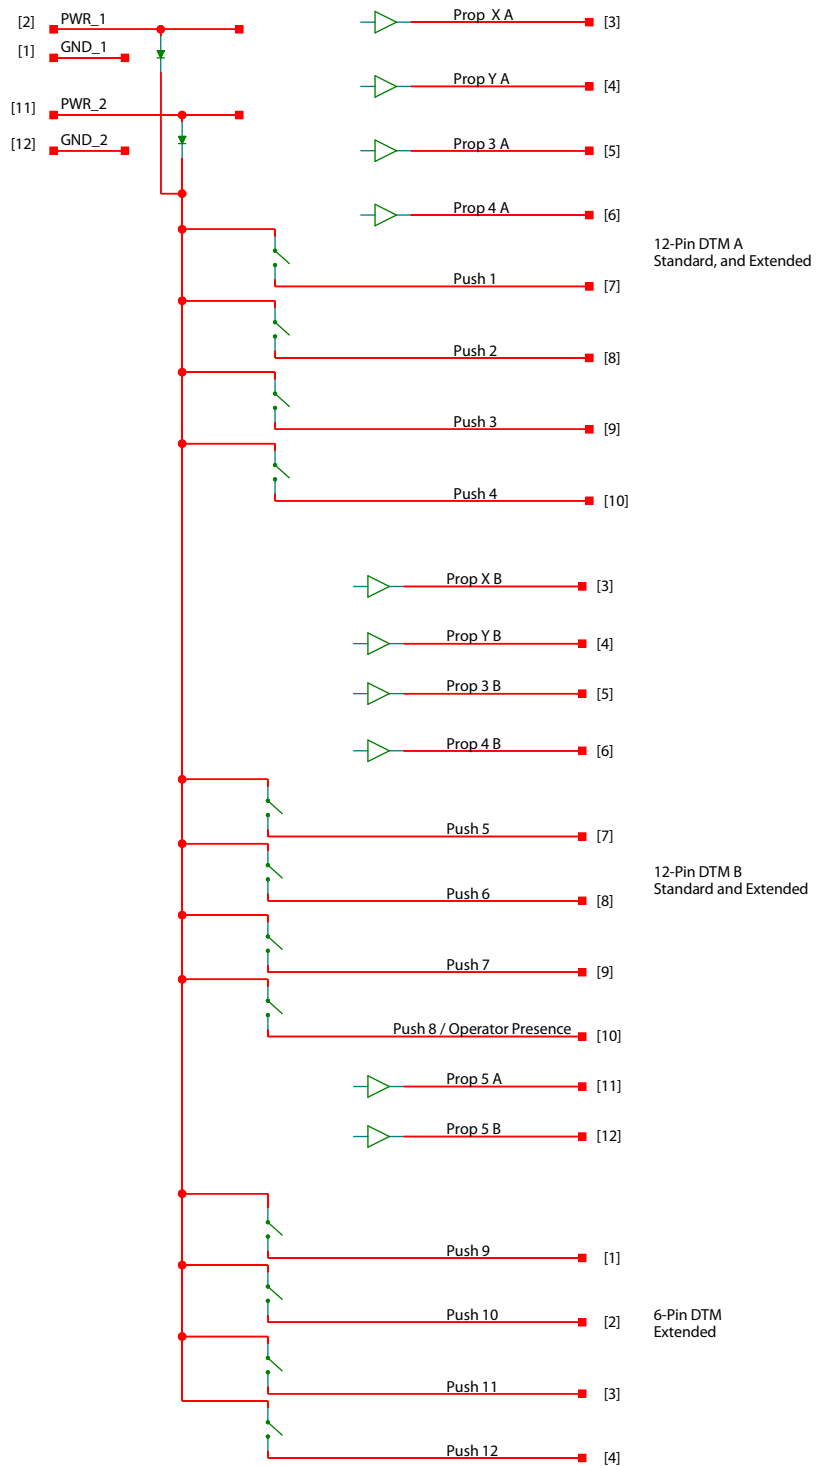 [2] PWR_1
[1] GND_1
[11] PWR_2
[12] GND_2
Prop X A [3]
Prop Y A [4]
Prop 3 A [5]
Prop 4 A [6]
12-Pin DTM A
Standard, and Extended
Push 1 [7]
Push 2 [8]
Push 3 [9]
Push 4 [10]
Prop X B [3]
Prop Y B [4]
Prop 3 B [5]
Prop 4 B [6]
Push 5 [7]
12-Pin DTM B
Standard and Extended
Push 6 [8]
Push 7 [9]
Push 8 / Operator Presence [10]
Prop 5 A [11]
Prop 5 B [12]
Push 9 [1]
Push 10 [2]
6-Pin DTM
Extended
Push 11 [3]
Push 12 [4]